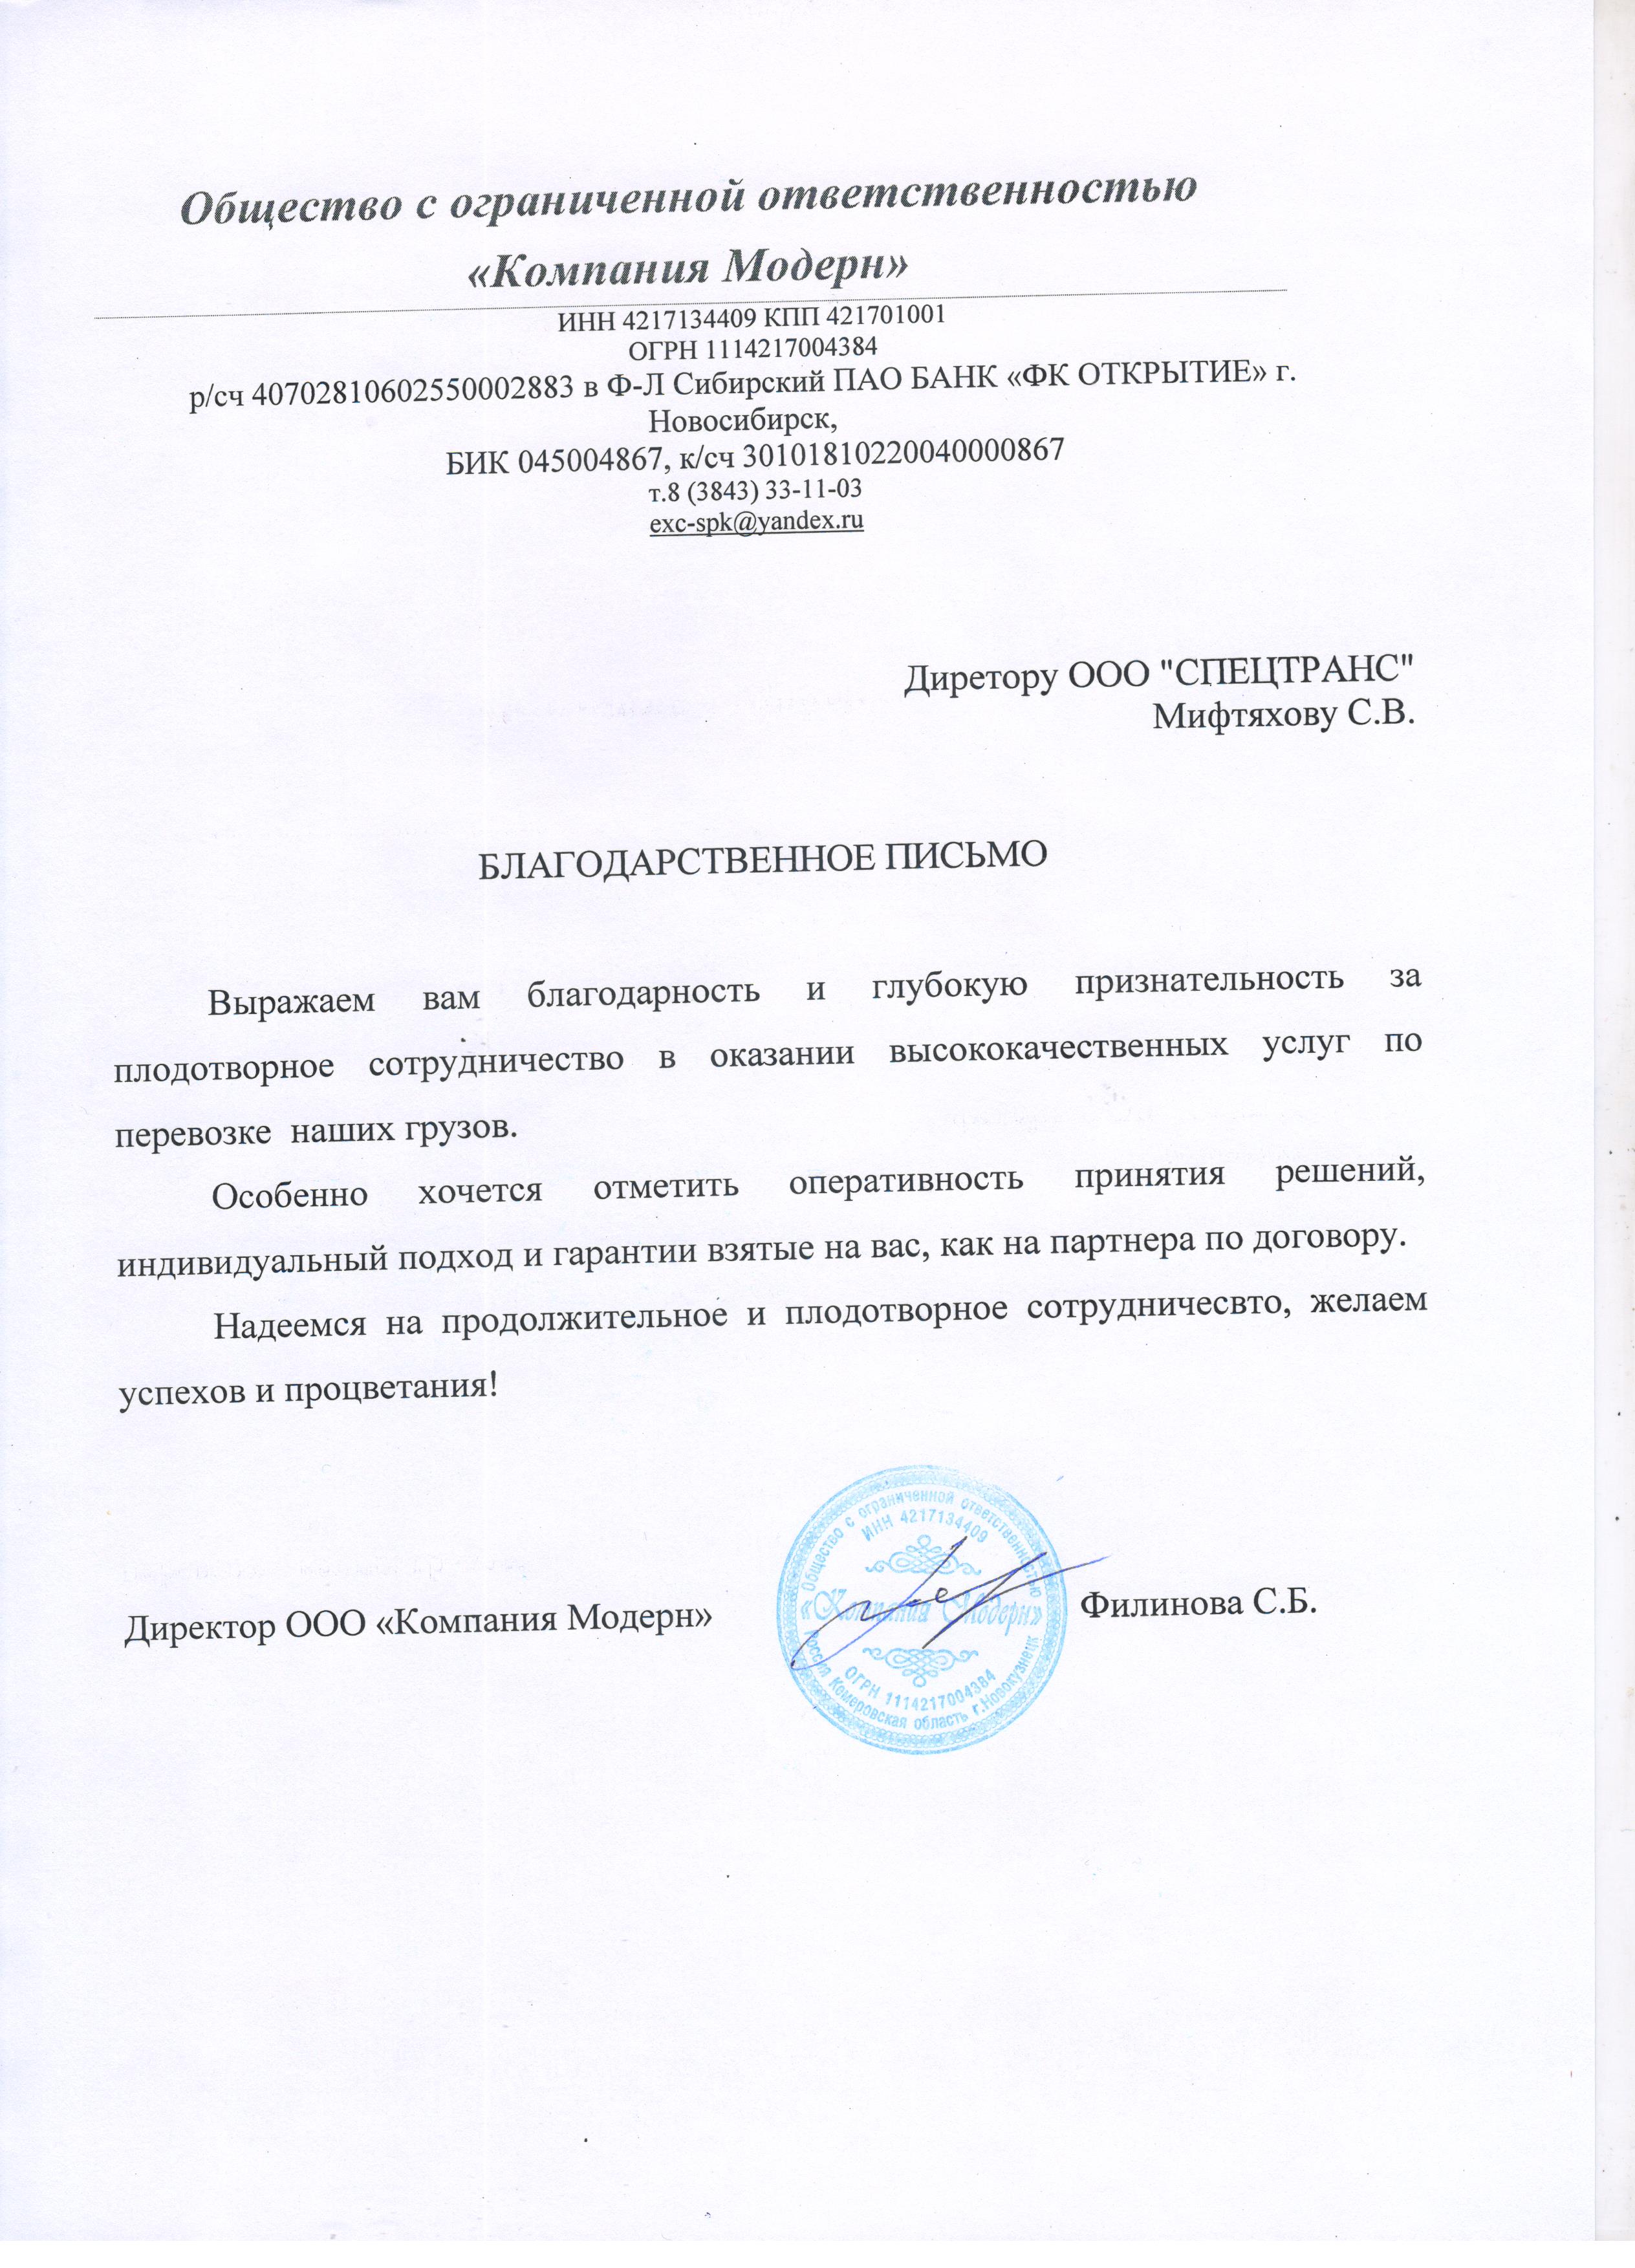 Общество с ограниченной ответственностью
«Компания Модерн»
ИНН 4217134409 КПП 421701001
ОГРН 1114217004384
р/сч 40702810602550002883 в Ф-Л Сибирский ПАО БАНК «ФК ОТКРЫТИЕ» г.
Новосибирск,
БИК 045004867, к/сч 30101810220040000867
т.8 (3843) 33-11-03
exc-spk@yandex.ru
Диретору ООО "СПЕЦТРАНС"
Мифтяхову С.В.
БЛАГОДАРСТВЕННОЕ ПИСЬМО
Выражаем вам благодарность и глубокую признательность за
плодотворное сотрудничество в оказании высококачественных услуг по
перевозке наших грузов.
Особенно хочется отметить оперативность принятия решений,
индивидуальный подход и гарантии взятые на вас, как на партнера по договору.
Надеемся на продолжительное и плодотворное сотрудничесвто, желаем
успехов и процветания!
Директор ООО «Компания Модерн»
Филинова С.Б.
Общество с ограниченной ответственностью
ИНН 4217134409
«Компания Модерн»
ОГРН 1114217004384
Россия Кемеровская область г.Новокузнецк